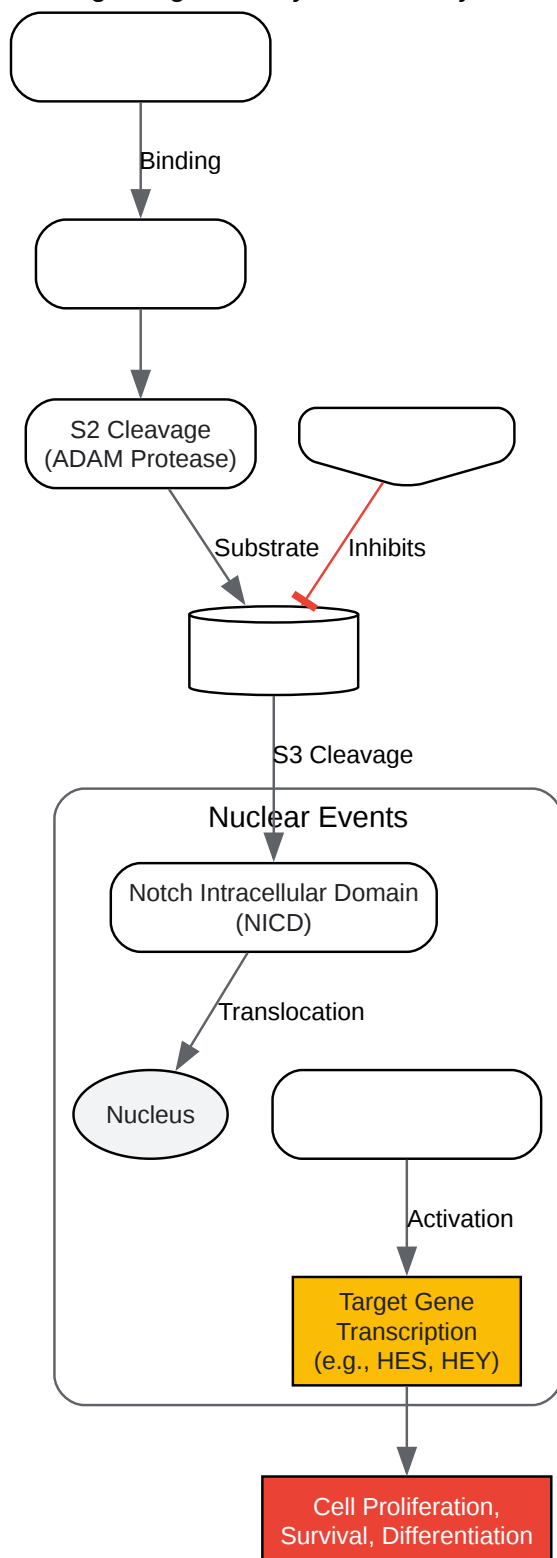 Binding
S2 Cleavage
(ADAM Protease)
Substrate
Inhibits
S3 Cleavage
Nuclear Events
Notch Intracellular Domain
(NICD)
Translocation
Nucleus
Activation
Target Gene
Transcription
(e.g., HES, HEY)
Cell Proliferation,
Survival, Differentiation